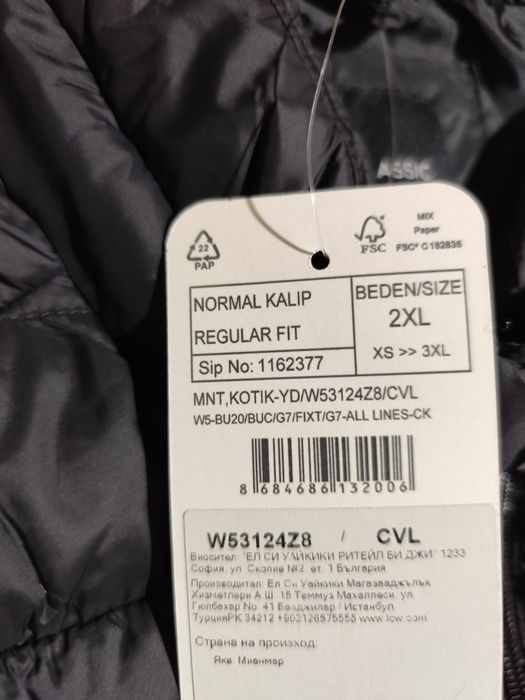 ASSIC
22
PAP
FSC
MIX
Paper
FSC® C182835
NORMAL KALIP
REGULAR FIT
Sip No: 1162377
BEDEN/SIZE
2XL
XS >> 3XL
MNT,KOTIK-YD/W53124Z8/CVL
W5-BU20/BUC/G7/FIXT/G7-ALL LINES-CK
8 684686 132006
W53124Z8 / CVL
Вносител: "ЕЛ СИ УАЙКИКИ РИТЕЙЛ БИ ДЖИ" 1233
София, ул. Скопие №2 ет. 1 България
Производител: Ел Си Уайкики Магазааджълък
Хизметлери А.Ш. 15 Теммуз Махаллеси, ул.
Гюлбахар No 41 Бааджилар / Истанбул
ТурцияPK 34212 +902126575555 www.lcw.com
Страна на произход:
Яке Мианмар